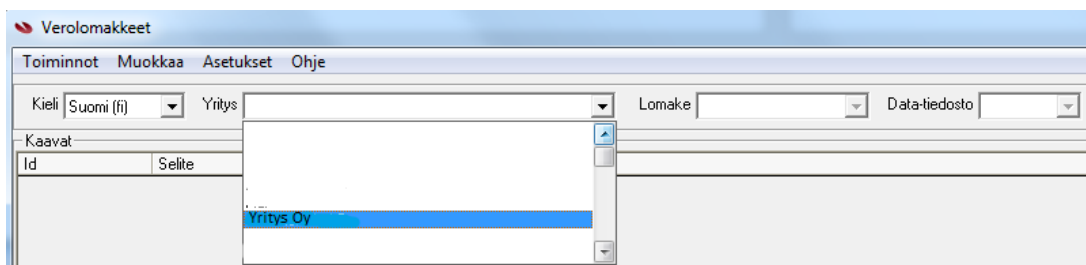 Verolomakkeet
Toiminnot Muokkaa Asetukset Ohje
Kieli Suomi (fi) Yritys Lomake Data-tiedosto
Kaavat
Id Selite
Yritys Oy